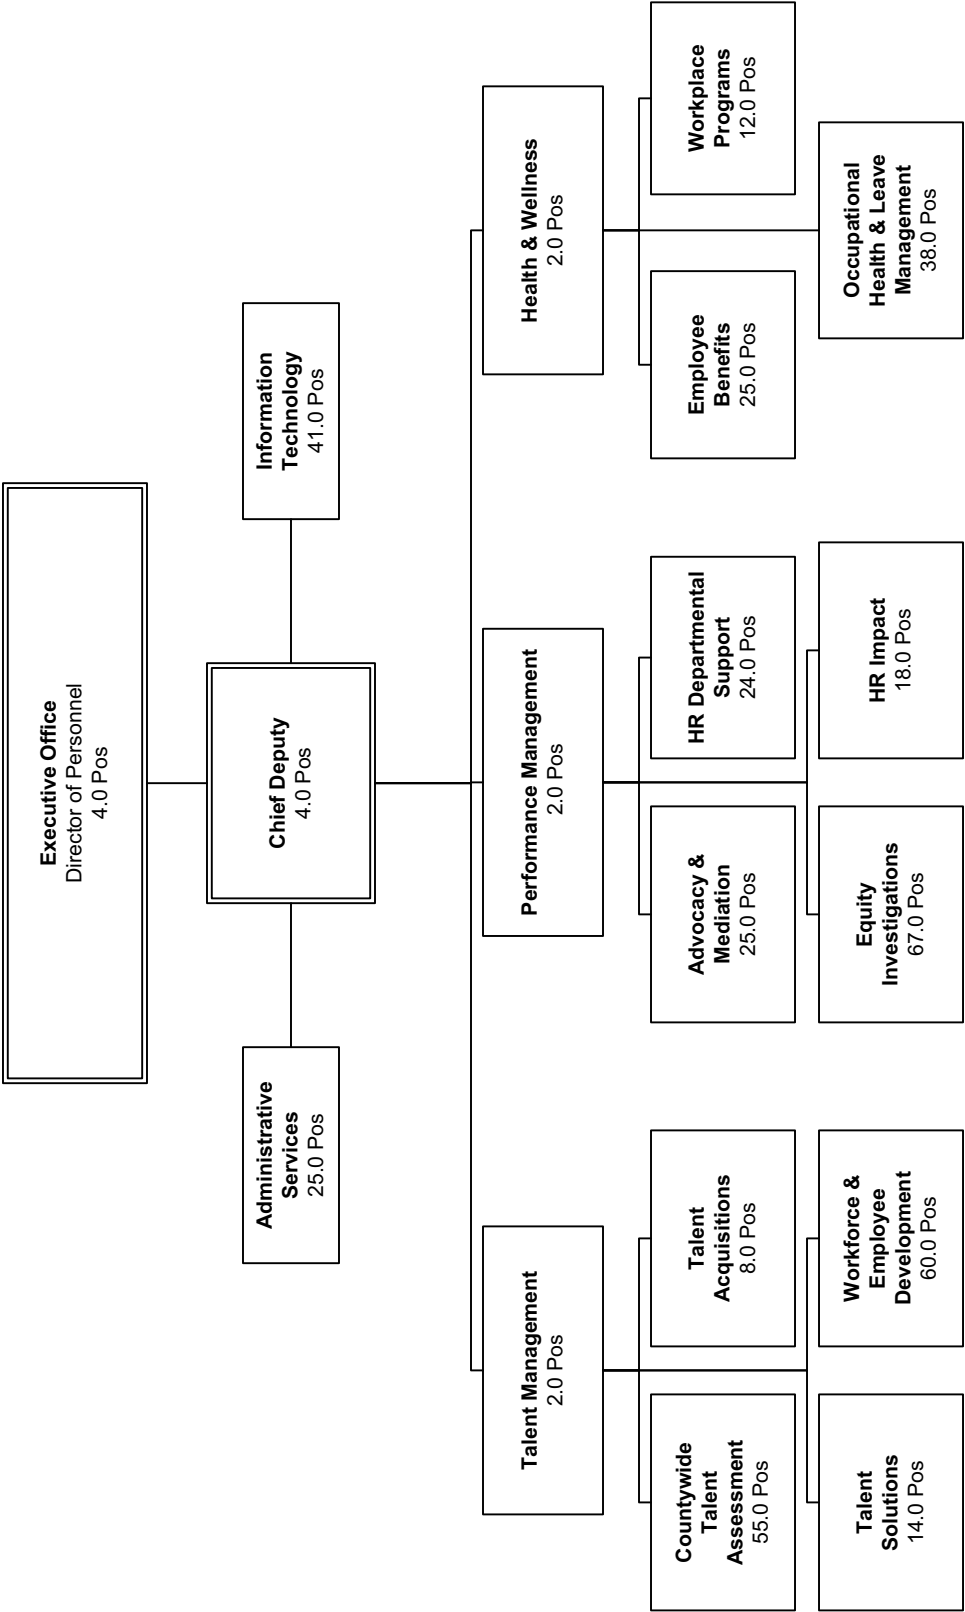 Executive Office
Director of Personnel
4.0 Pos
Administrative
Services
25.0 Pos
Chief Deputy
4.0 Pos
Information
Technology
41.0 Pos
Talent Management
2.0 Pos
Performance Management
2.0 Pos
Health & Wellness
2.0 Pos
Countywide
Talent
Assessment
55.0 Pos
Talent
Acquisitions
8.0 Pos
Advocacy &
Mediation
25.0 Pos
HR Departmental
Support
24.0 Pos
Employee
Benefits
25.0 Pos
Workplace
Programs
12.0 Pos
Talent
Solutions
14.0 Pos
Workforce &
Employee
Development
60.0 Pos
Equity
Investigations
67.0 Pos
HR Impact
18.0 Pos
Occupational
Health & Leave
Management
38.0 Pos